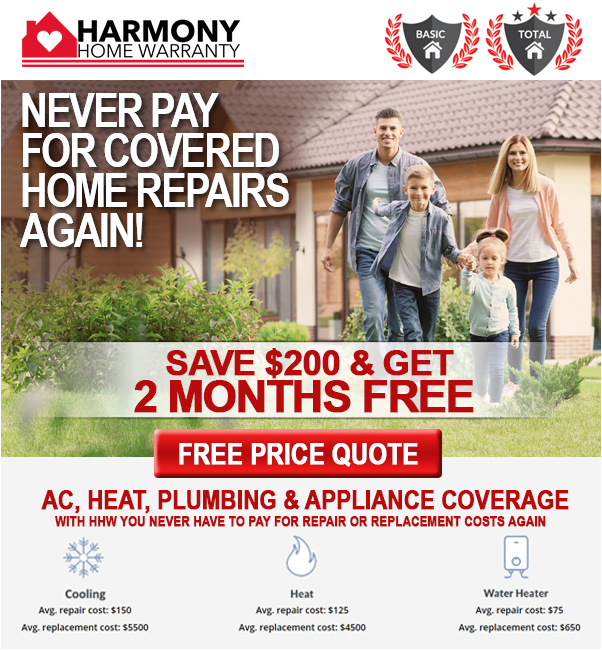 HARMONY
HOME WARRANTY
BASIC
TOTAL
NEVER PAY
FOR COVERED
HOME REPAIRS
AGAIN!
SAVE $200 & GET
2 MONTHS FREE
FREE PRICE QUOTE
AC, HEAT, PLUMBING & APPLIANCE COVERAGE
WITH HHW YOU NEVER HAVE TO PAY FOR REPAIR OR REPLACEMENT COSTS AGAIN
Cooling
Avg. repair cost: $150
Avg. replacement cost: $5500
Heat
Avg. repair cost: $125
Avg. replacement cost: $4500
Water Heater
Avg. repair cost: $75
Avg. replacement cost: $650